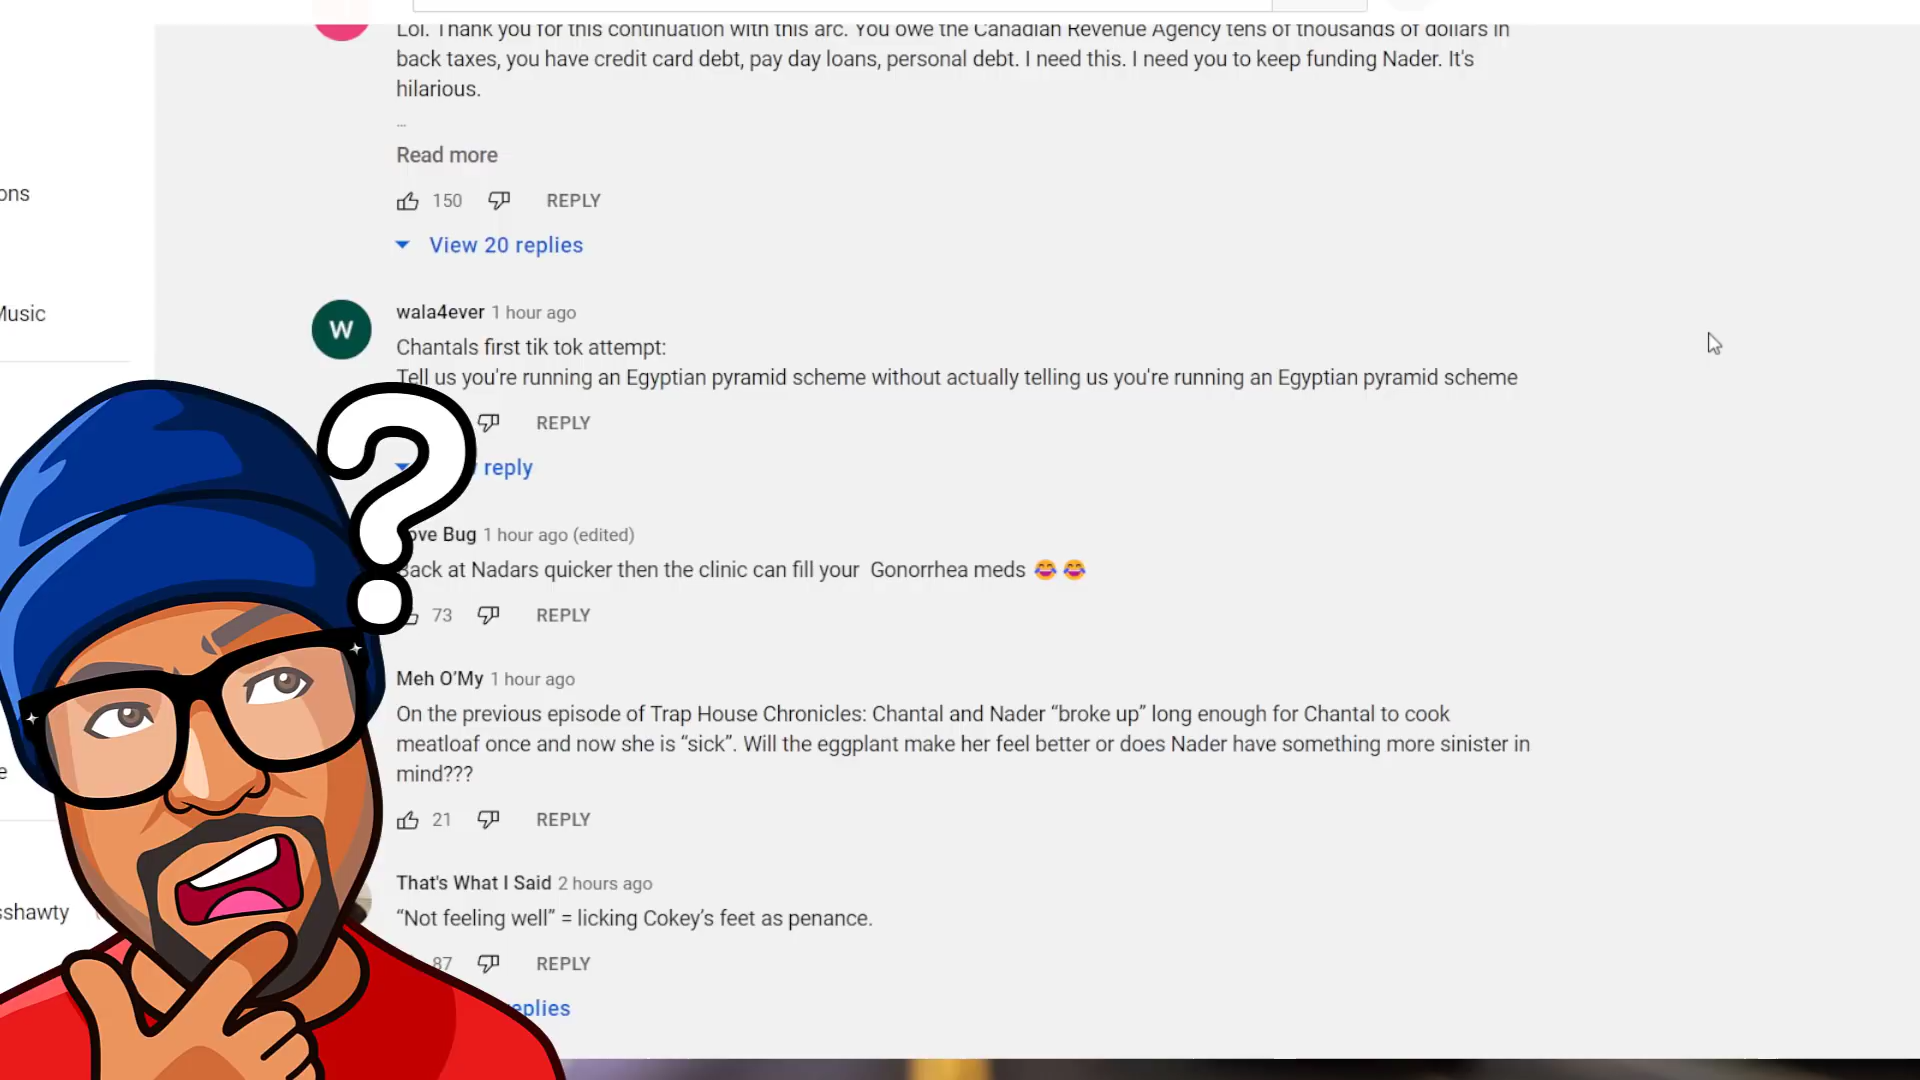 Lol. Thank you for this continuation with this arc. You owe the Canadian Revenue Agency tens of thousands of dollars in
back taxes, you have credit card debt, pay day loans, personal debt. I need this. I need you to keep funding Nader. It's
hilarious.
...
Read more
ons
150 REPLY
View 20 replies
wala4ever 1 hour ago
Music
W
Chantals first tik tok attempt:
Tell us you're running an Egyptian pyramid scheme without actually telling us you're running an Egyptian pyramid scheme
REPLY
reply
ove Bug 1 hour ago (edited)
Back at Nadars quicker then the clinic can fill your Gonorrhea meds 😂 😂
73 REPLY
Meh O'My 1 hour ago
On the previous episode of Trap House Chronicles: Chantal and Nader “broke up” long enough for Chantal to cook
meatloaf once and now she is “sick”. Will the eggplant make her feel better or does Nader have something more sinister in
mind???
e
21 REPLY
That's What I Said 2 hours ago
sshawty
“Not feeling well” = licking Cokey’s feet as penance.
87 REPLY
eplies
?